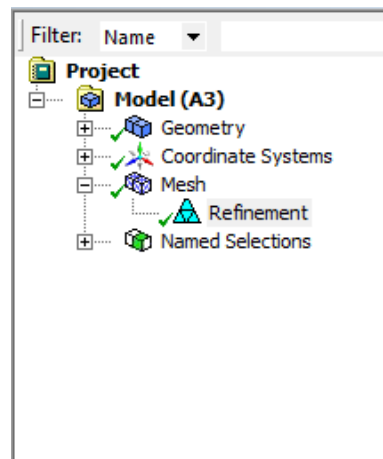 Filter: Name
Project
Model (A3)
Geometry
Coordinate Systems
Mesh
Refinement
Named Selections